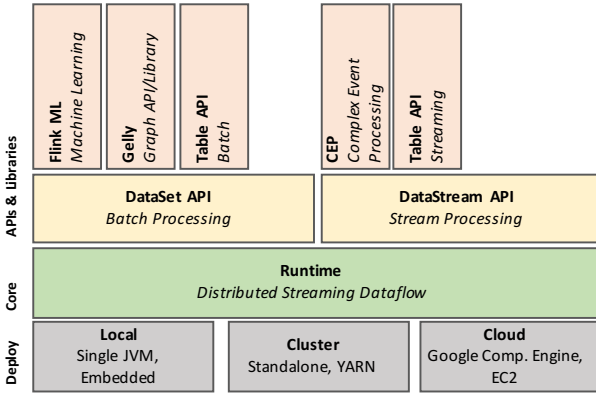 Flink ML
Machine Learning
Gelly
Graph API/Library
Table API
Batch
CEP
Complex Event
Processing
Table API
Streaming
APIs & Libraries
DataSet API
Batch Processing
DataStream API
Stream Processing
Core
Runtime
Distributed Streaming Dataflow
Deploy
Local
Single JVM,
Embedded
Cluster
Standalone, YARN
Cloud
Google Comp. Engine,
EC2